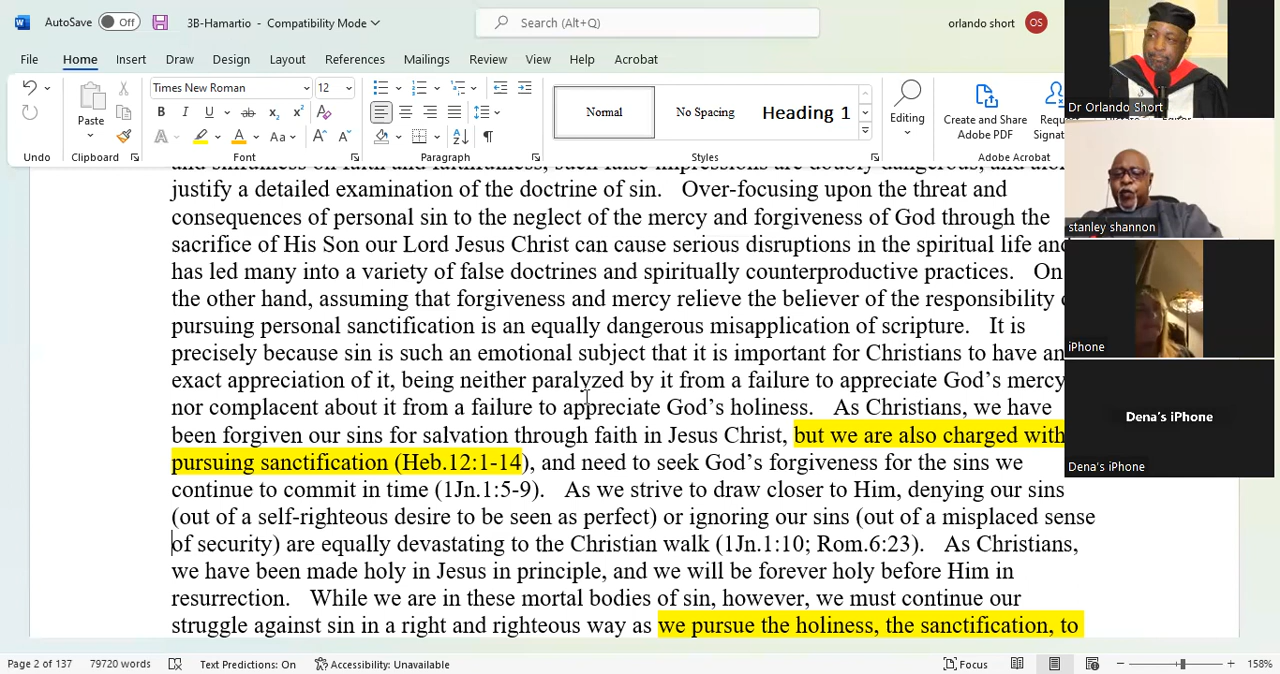 AutoSave Off 3B-Hamartio - Compatibility Mode Search (Alt+Q) orlando short OS
File Home Insert Draw Design Layout References Mailings Review View Help Acrobat
Times New Roman 12
Paste
Normal No Spacing Heading 1
Editing
Create and Share
Adobe PDF
Undo Clipboard Font Paragraph Styles Adobe Acrobat
justify a detailed examination of the doctrine of sin. Over-focusing upon the threat and
consequences of personal sin to the neglect of the mercy and forgiveness of God through the
sacrifice of His Son our Lord Jesus Christ can cause serious disruptions in the spiritual life and
has led many into a variety of false doctrines and spiritually counterproductive practices. On
the other hand, assuming that forgiveness and mercy relieve the believer of the responsibility
pursuing personal sanctification is an equally dangerous misapplication of scripture. It is
precisely because sin is such an emotional subject that it is important for Christians to have an
exact appreciation of it, being neither paralyzed by it from a failure to appreciate God's mercy
nor complacent about it from a failure to appreciate God's holiness. As Christians, we have
been forgiven our sins for salvation through faith in Jesus Christ, but we are also charged with
pursuing sanctification (Heb.12:1-14), and need to seek God's forgiveness for the sins we
continue to commit in time (1Jn.1:5-9). As we strive to draw closer to Him, denying our sins
(out of a self-righteous desire to be seen as perfect) or ignoring our sins (out of a misplaced sense
of security) are equally devastating to the Christian walk (1Jn.1:10; Rom.6:23). As Christians,
we have been made holy in Jesus in principle, and we will be forever holy before Him in
resurrection. While we are in these mortal bodies of sin, however, we must continue our
struggle against sin in a right and righteous way as we pursue the holiness, the sanctification, to
Page 2 of 137 79720 words Text Predictions: On Accessibility: Unavailable Focus 158%
Dr Orlando Short
stanley shannon
iPhone
Dena's iPhone
Dena's iPhone